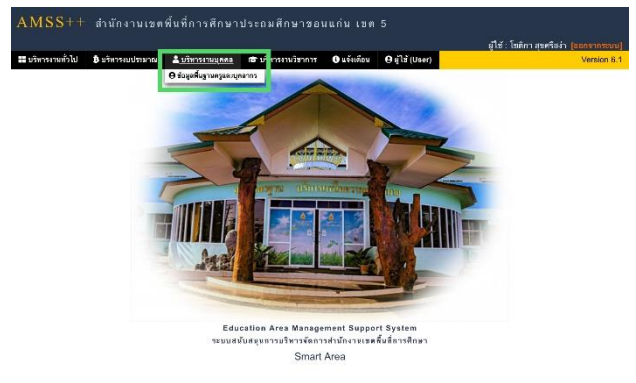 AMSS++ สำนักงานเขตพื้นที่การศึกษาประถมศึกษาขอนแก่น เขต 5
ผู้ใช้ : โชติกา สุขศรีสง่า [ออกจากระบบ]
บริหารงานทั่วไป บริหารงบประมาณ บริหารงานบุคคล บริหารงานวิชาการ แจ้งเตือน ผู้ใช้ (User) Version 6.1
ข้อมูลพื้นฐานครูและบุคลากร
Education Area Management Support System
ระบบสนับสนุนการบริหารจัดการสำนักงานเขตพื้นที่การศึกษา
Smart Area